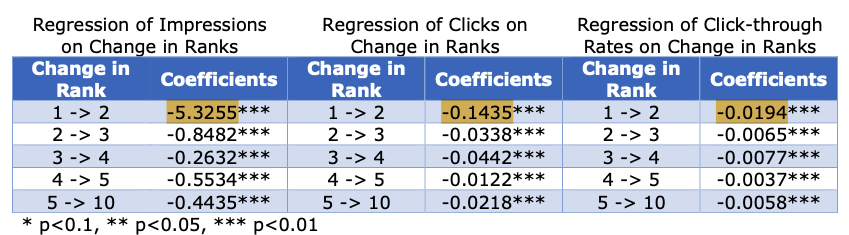 Regression of Impressions on Change in Ranks
Change in Rank Coefficients
1 -> 2 -5.3255***
2 -> 3 -0.8482***
3 -> 4 -0.2632***
4 -> 5 -0.5534***
5 -> 10 -0.4435***
Regression of Clicks on Change in Ranks
Change in Rank Coefficients
1 -> 2 -0.1435***
2 -> 3 -0.0338***
3 -> 4 -0.0442***
4 -> 5 -0.0122***
5 -> 10 -0.0218***
Regression of Click-through Rates on Change in Ranks
Change in Rank Coefficients
1 -> 2 -0.0194***
2 -> 3 -0.0065***
3 -> 4 -0.0077***
4 -> 5 -0.0037***
5 -> 10 -0.0058***
* p<0.1, ** p<0.05, *** p<0.01